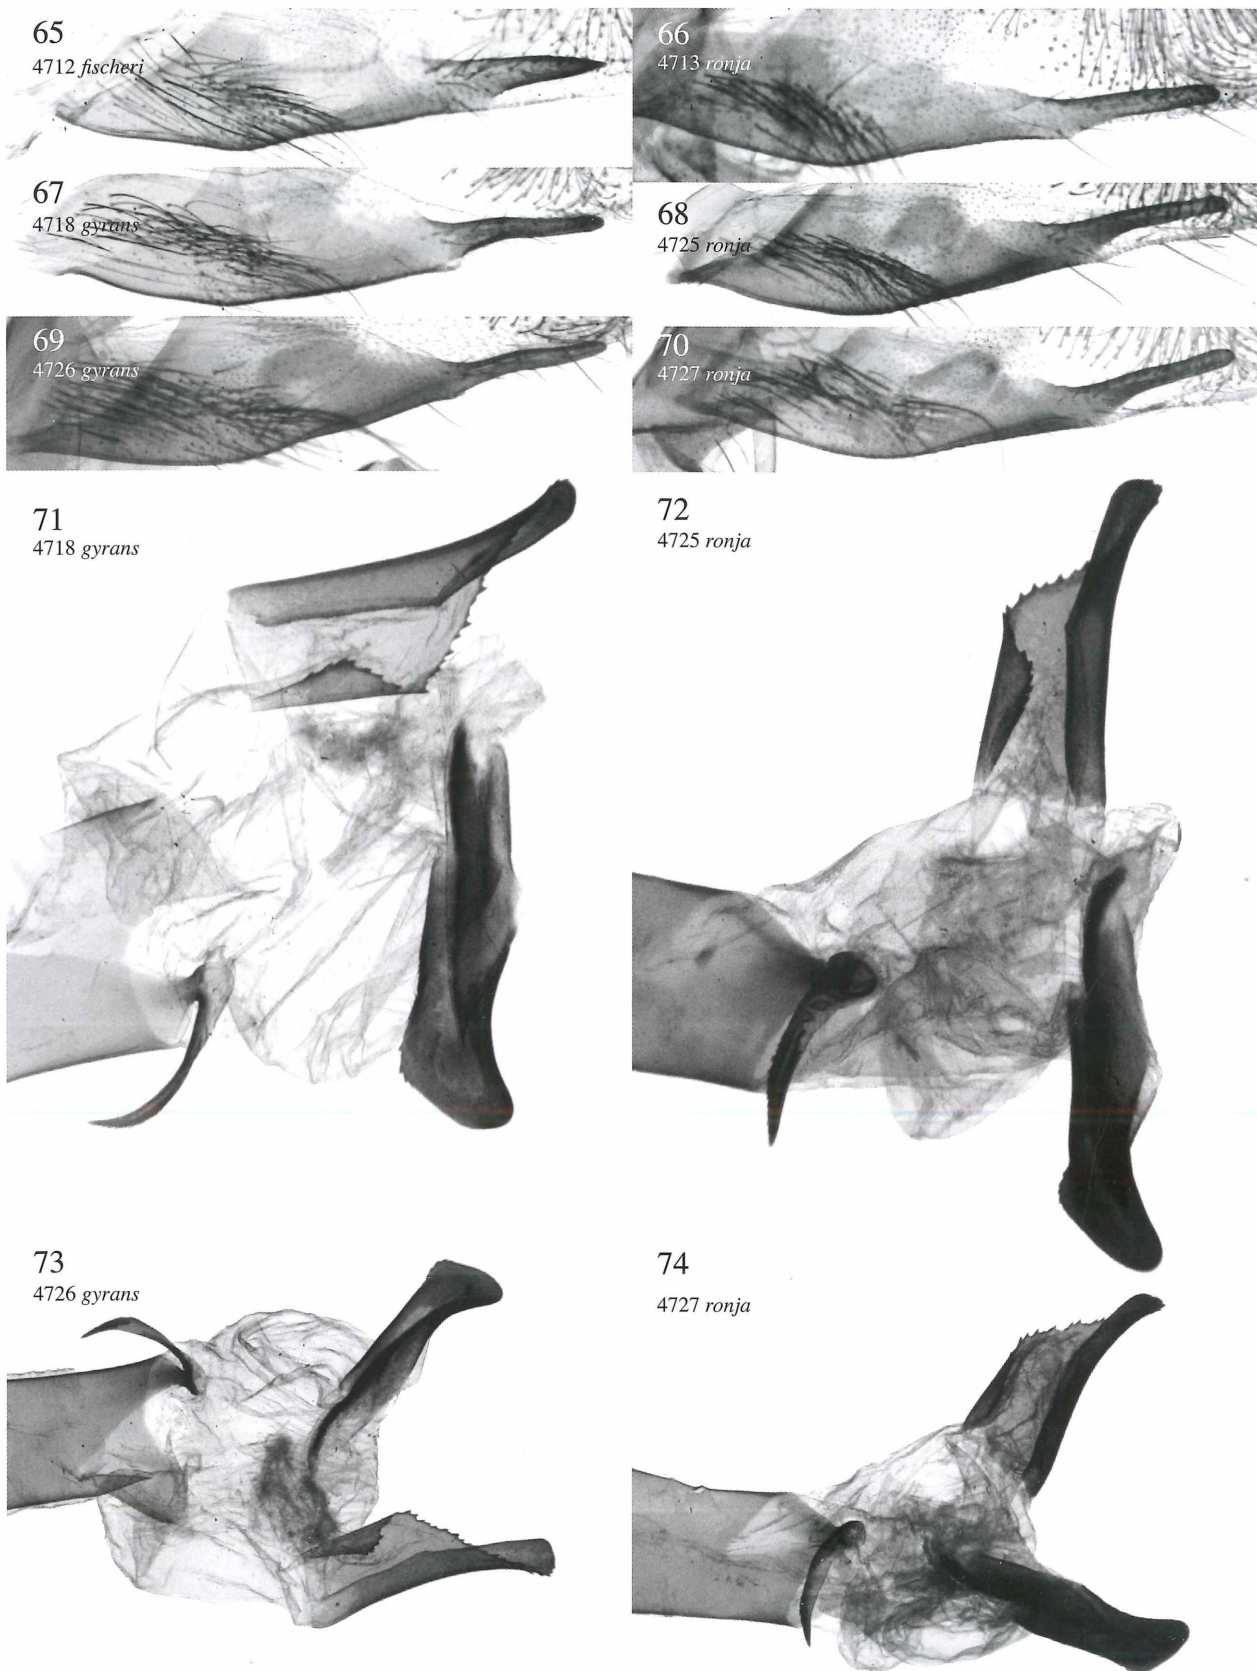 65
4712 fischeri
66
4713 ronja
67
4718 gyrans
68
4725 ronja
69
4726 gyrans
70
4727 ronja
71
4718 gyrans
72
4725 ronja
73
4726 gyrans
74
4727 ronja